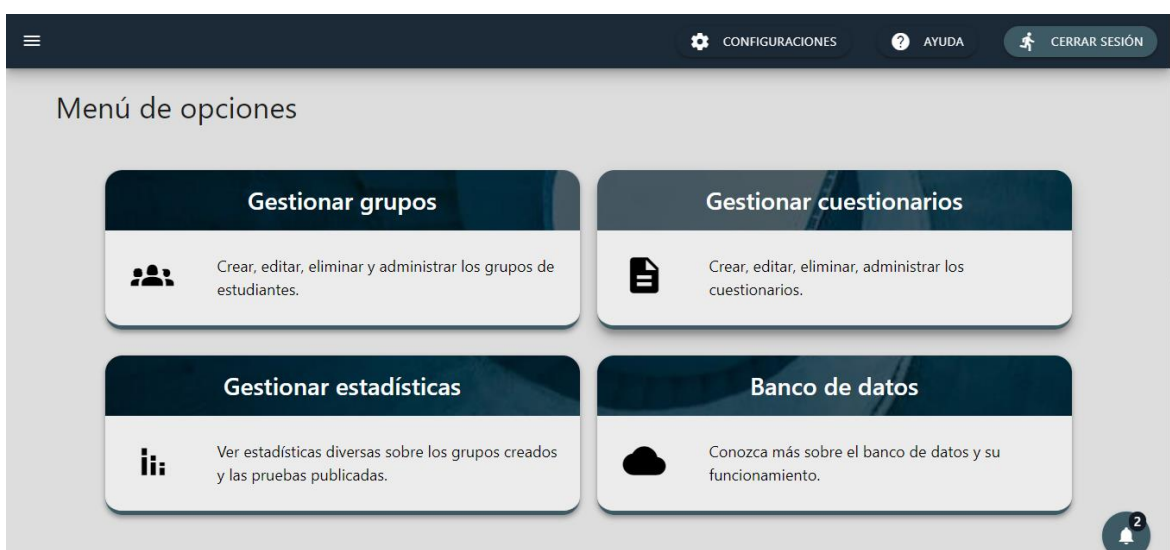 CONFIGURACIONES
AYUDA
CERRAR SESIÓN
Menú de opciones
Gestionar grupos
Crear, editar, eliminar y administrar los grupos de
estudiantes.
Gestionar cuestionarios
Crear, editar, eliminar, administrar los
cuestionarios.
Gestionar estadísticas
Ver estadísticas diversas sobre los grupos creados
y las pruebas publicadas.
Banco de datos
Conozca más sobre el banco de datos y su
funcionamiento.
2